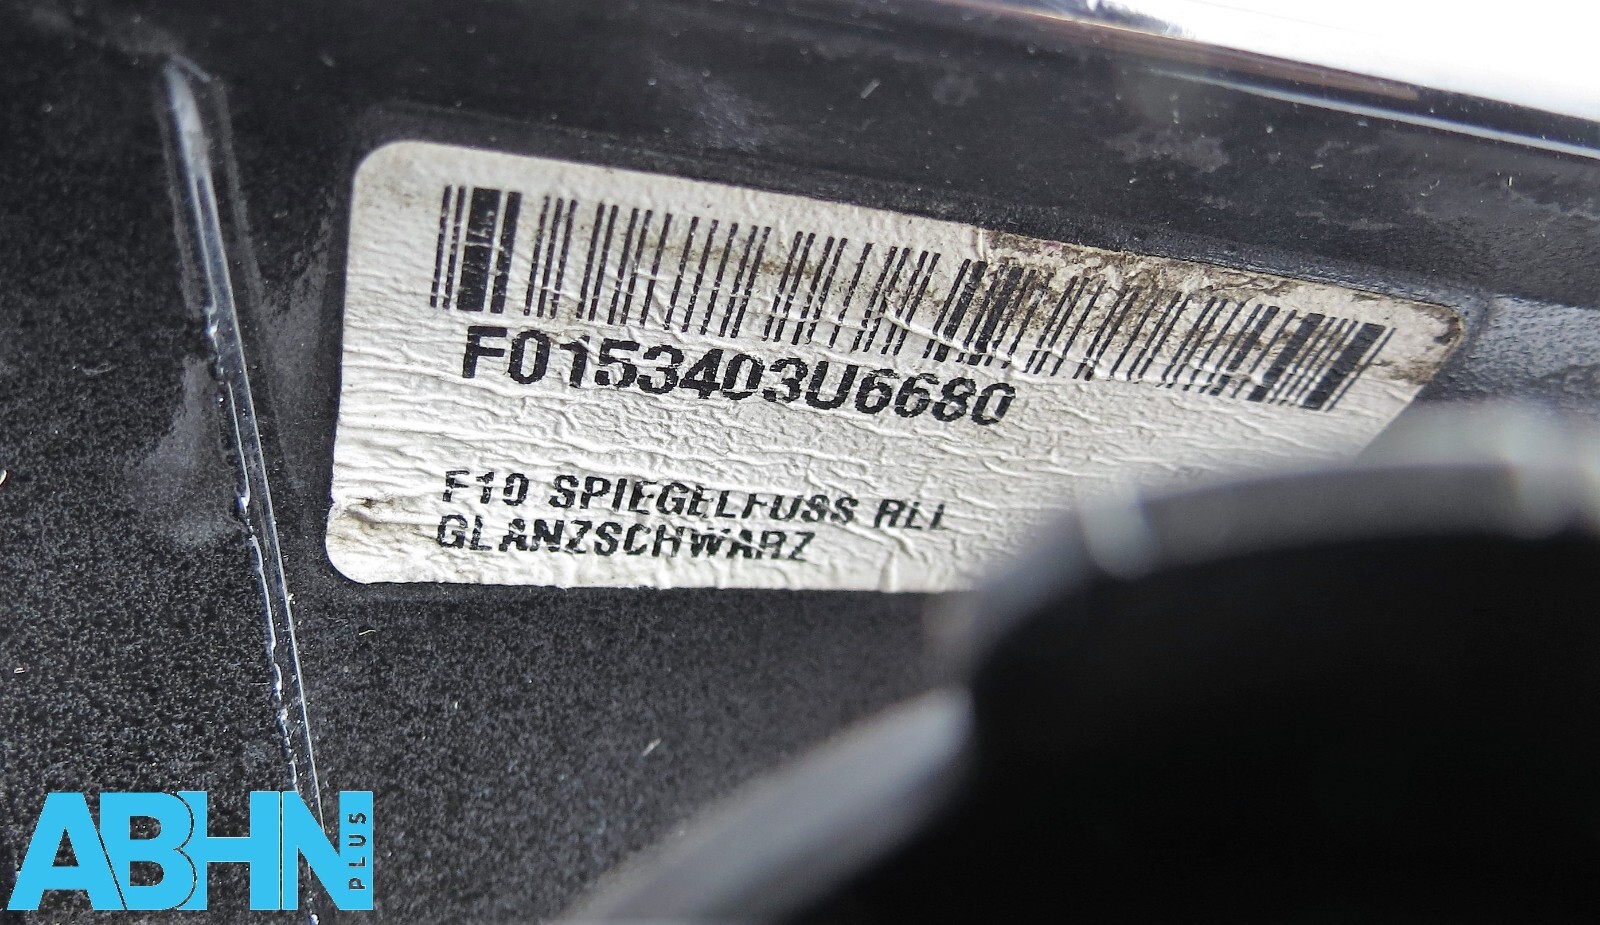 F0153403U6680
F10 SPIEGELFUSS RLL
GLANZSCHWARZ
ABHN PLUS